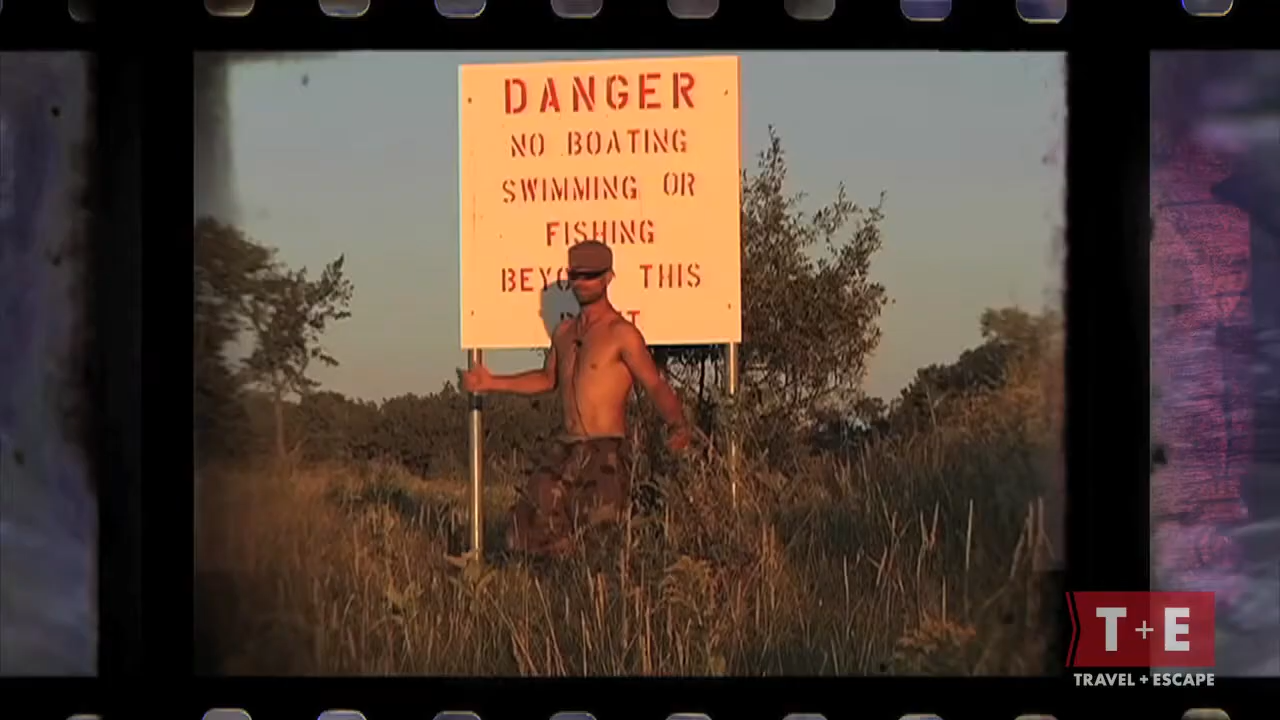 DANGER
NO BOATING
SWIMMING OR
FISHING
THIS
T+E
TRAVEL + ESCAPE